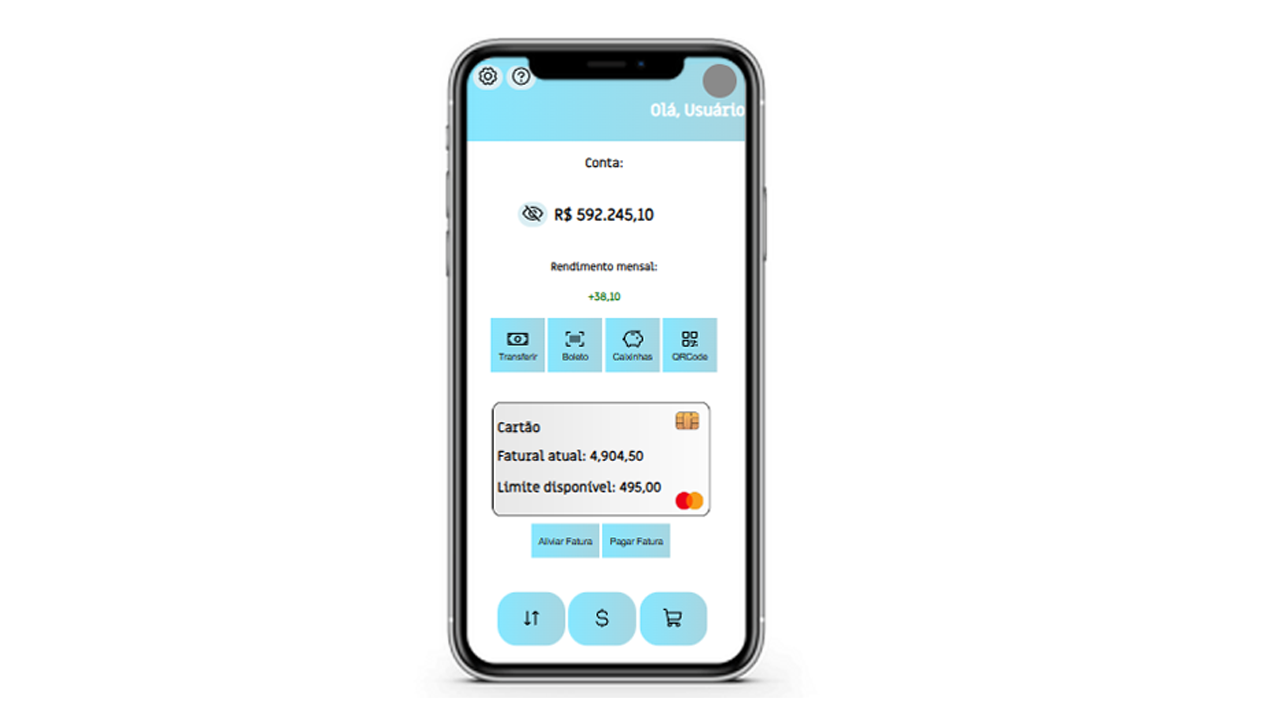 Olá, Usuário
Conta:
R$ 592.245,10
Rendimento mensal:
+38,10
Transferir Boleto Caixinhas QRCode
Cartão
Fatural atual: 4,904,50
Limite disponível: 495,00
Aliviar Fatura Pagar Fatura